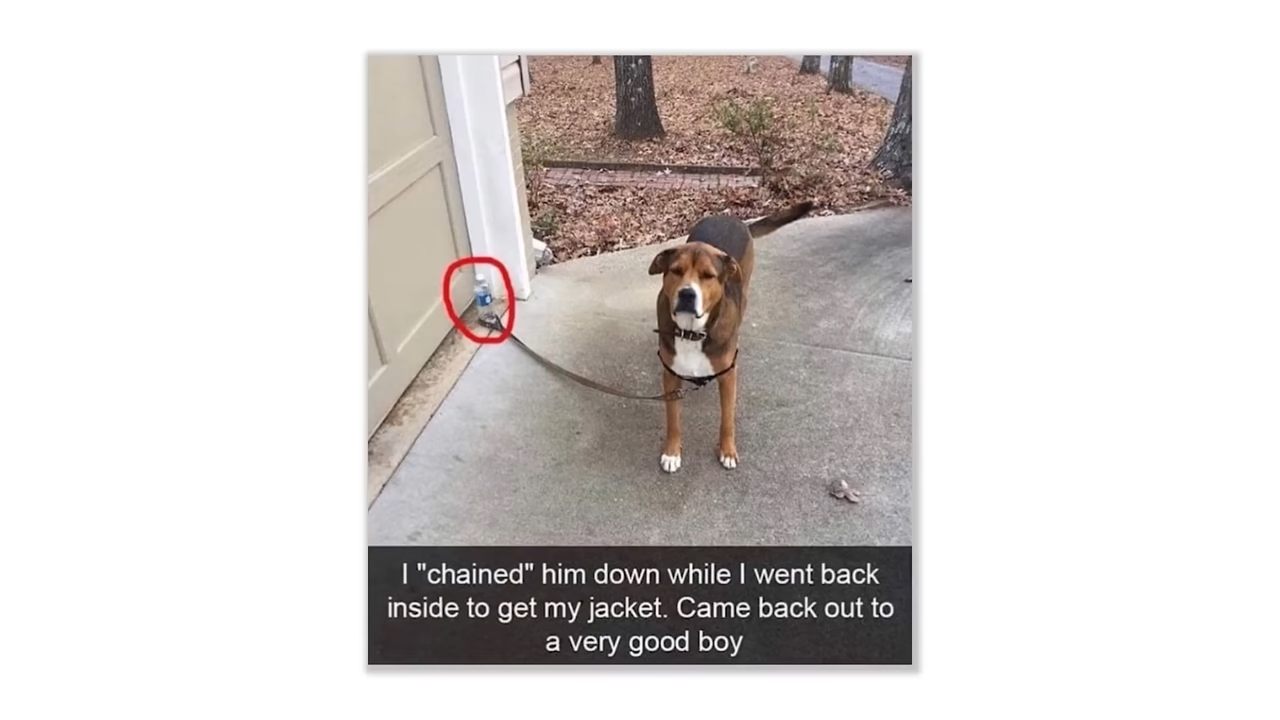 I "chained" him down while I went back
inside to get my jacket. Came back out to
a very good boy